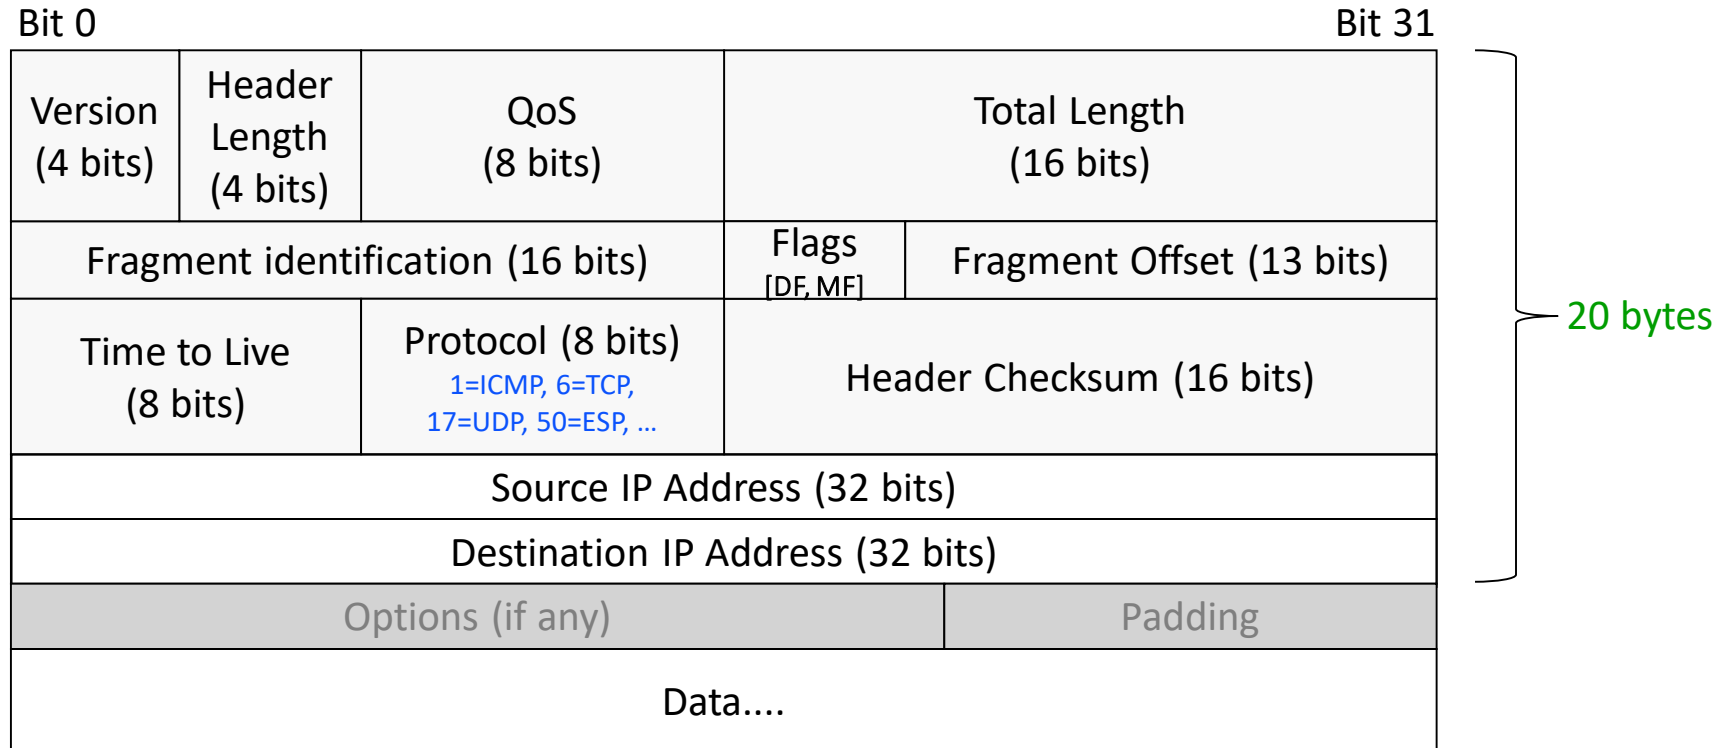 Bit 0
Bit 31
Version
(4 bits)
Header
Length
(4 bits)
QoS
(8 bits)
Total Length
(16 bits)
Fragment identification (16 bits)
Flags
[DF, MF]
Fragment Offset (13 bits)
20 bytes
Time to Live
(8 bits)
Protocol (8 bits)
1=ICMP, 6=TCP,
17=UDP, 50=ESP, ...
Header Checksum (16 bits)
Source IP Address (32 bits)
Destination IP Address (32 bits)
Options (if any)
Padding
Data....